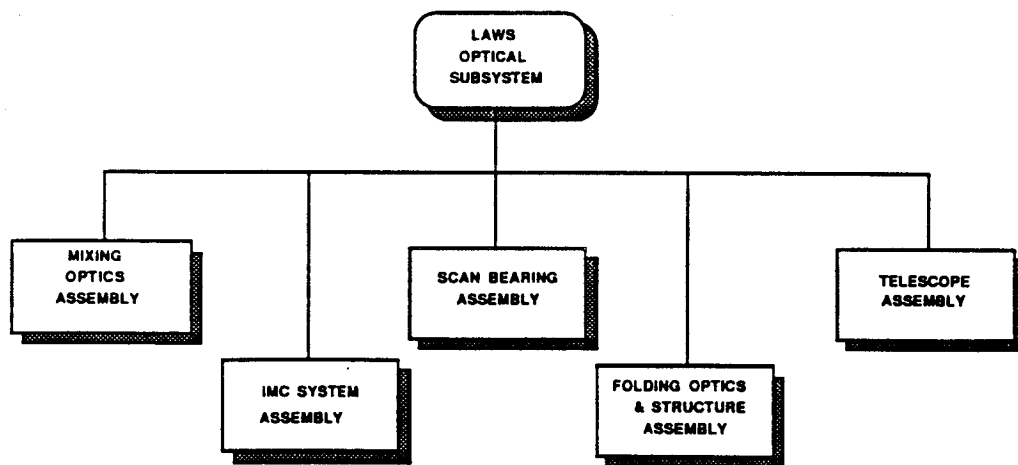 LAWS
OPTICAL
SUBSYSTEM
MIXING
OPTICS
ASSEMBLY
SCAN BEARING
ASSEMBLY
TELESCOPE
ASSEMBLY
IMC SYSTEM
ASSEMBLY
FOLDING OPTICS
& STRUCTURE
ASSEMBLY